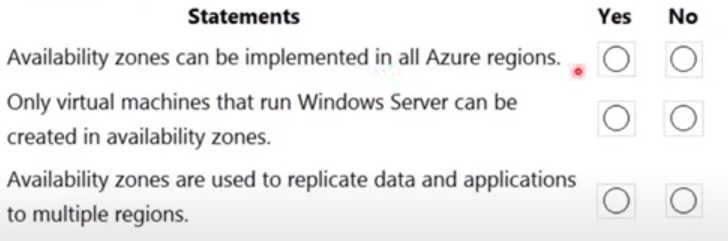 Statements Yes No
Availability zones can be implemented in all Azure regions.
Only virtual machines that run Windows Server can be
created in availability zones.
Availability zones are used to replicate data and applications
to multiple regions.